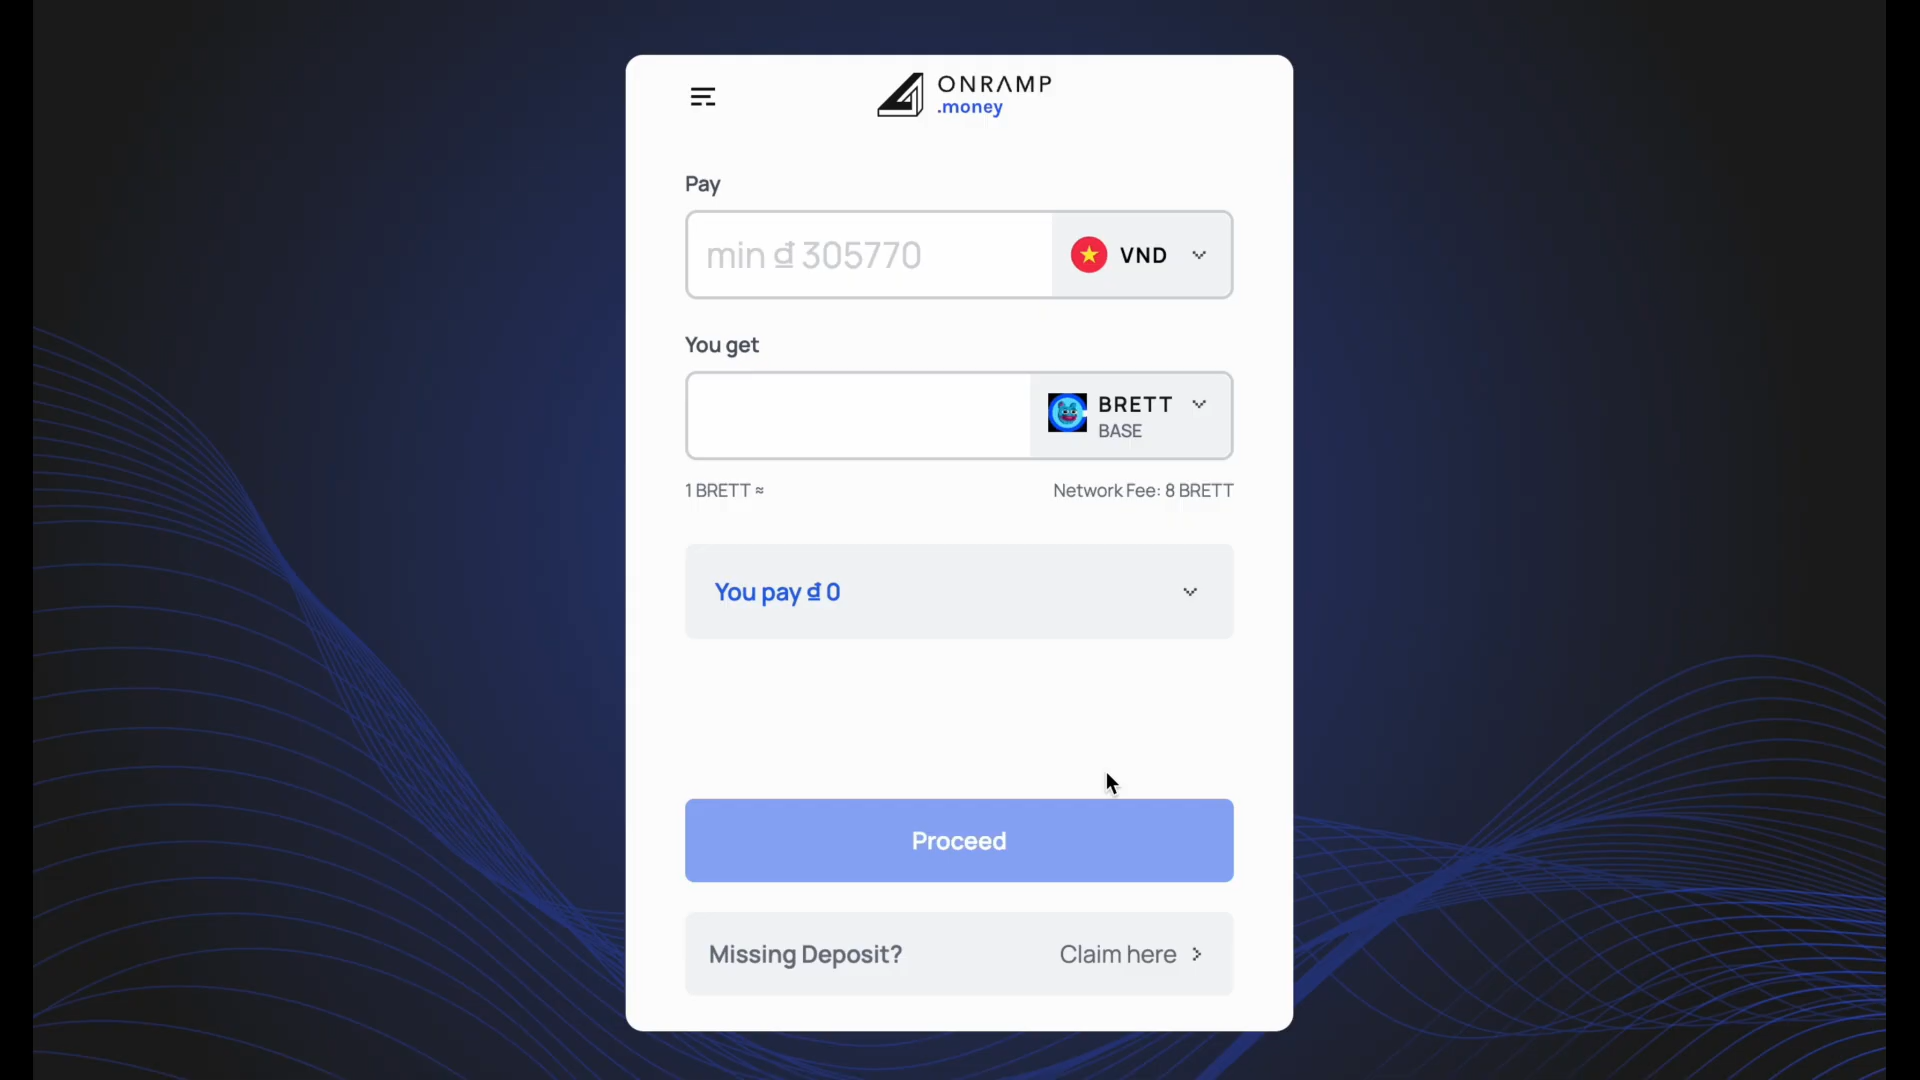 ONRAMP
.money
Pay
min ₫ 305770
VND
You get
BRETT
BASE
1 BRETT ≈
Network Fee: 8 BRETT
You pay ₫ 0
Proceed
Missing Deposit?
Claim here